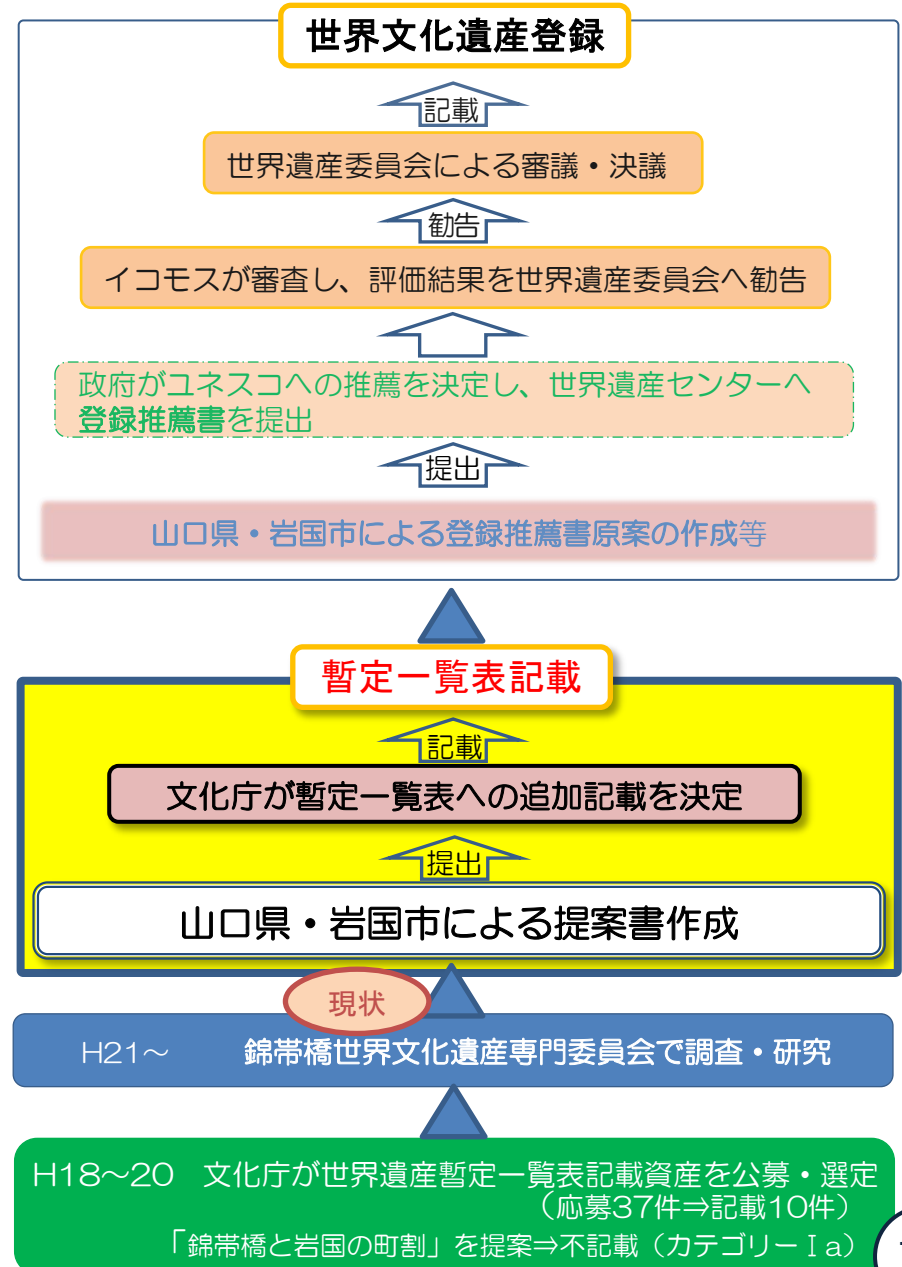 世界文化遺産登録
記載
世界遺産委員会による審議・決議
勧告
イコモスが審査し、評価結果を世界遺産委員会へ勧告
政府がユネスコへの推薦を決定し、世界遺産センターへ
登録推薦書を提出
提出
山口県・岩国市による登録推薦書原案の作成等
暫定一覧表記載
記載
文化庁が暫定一覧表への追加記載を決定
提出
山口県・岩国市による提案書作成
現状
H21～ 錦帯橋世界文化遺産専門委員会で調査・研究
H18～20 文化庁が世界遺産暫定一覧表記載資産を公募・選定
（応募37件⇒記載10件）
「錦帯橋と岩国の町割」を提案⇒不記載（カテゴリーⅠa）